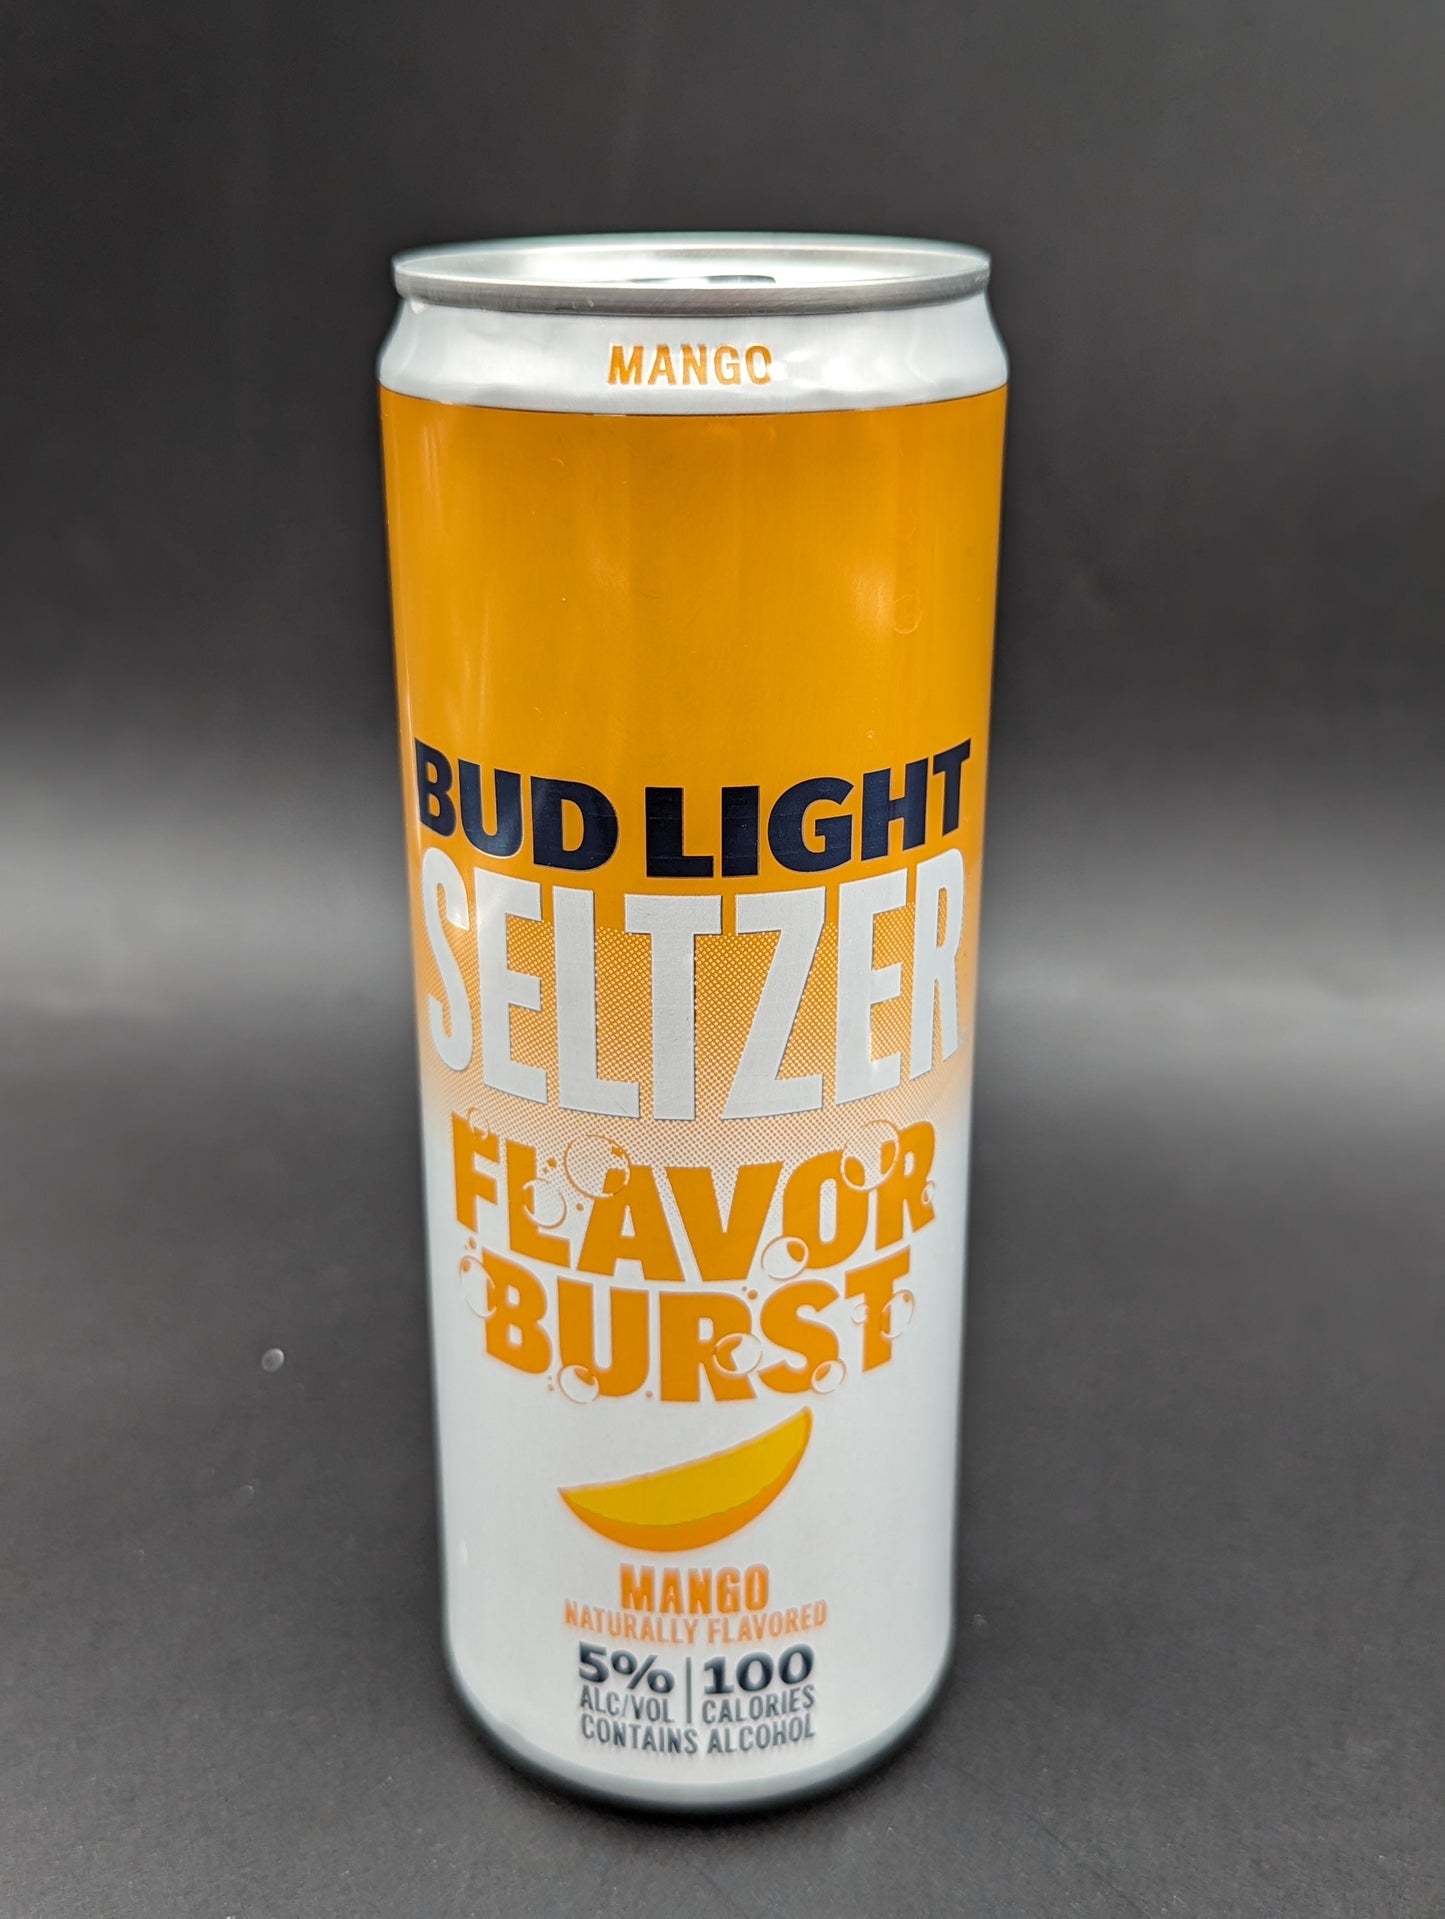 MANGO
BUD LIGHT
SELTZER
FLAVOR
BURST
MANGO
NATURALLY FLAVORED
5% | 100
ALC/VOL | CALORIES
CONTAINS ALCOHOL